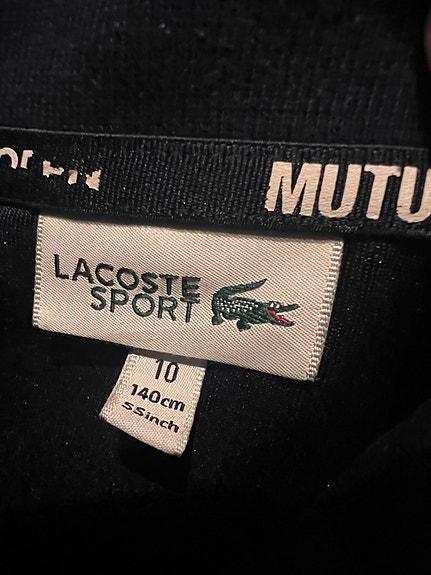 MUTU
LACOSTE
SPORT
10
140cm
55inch